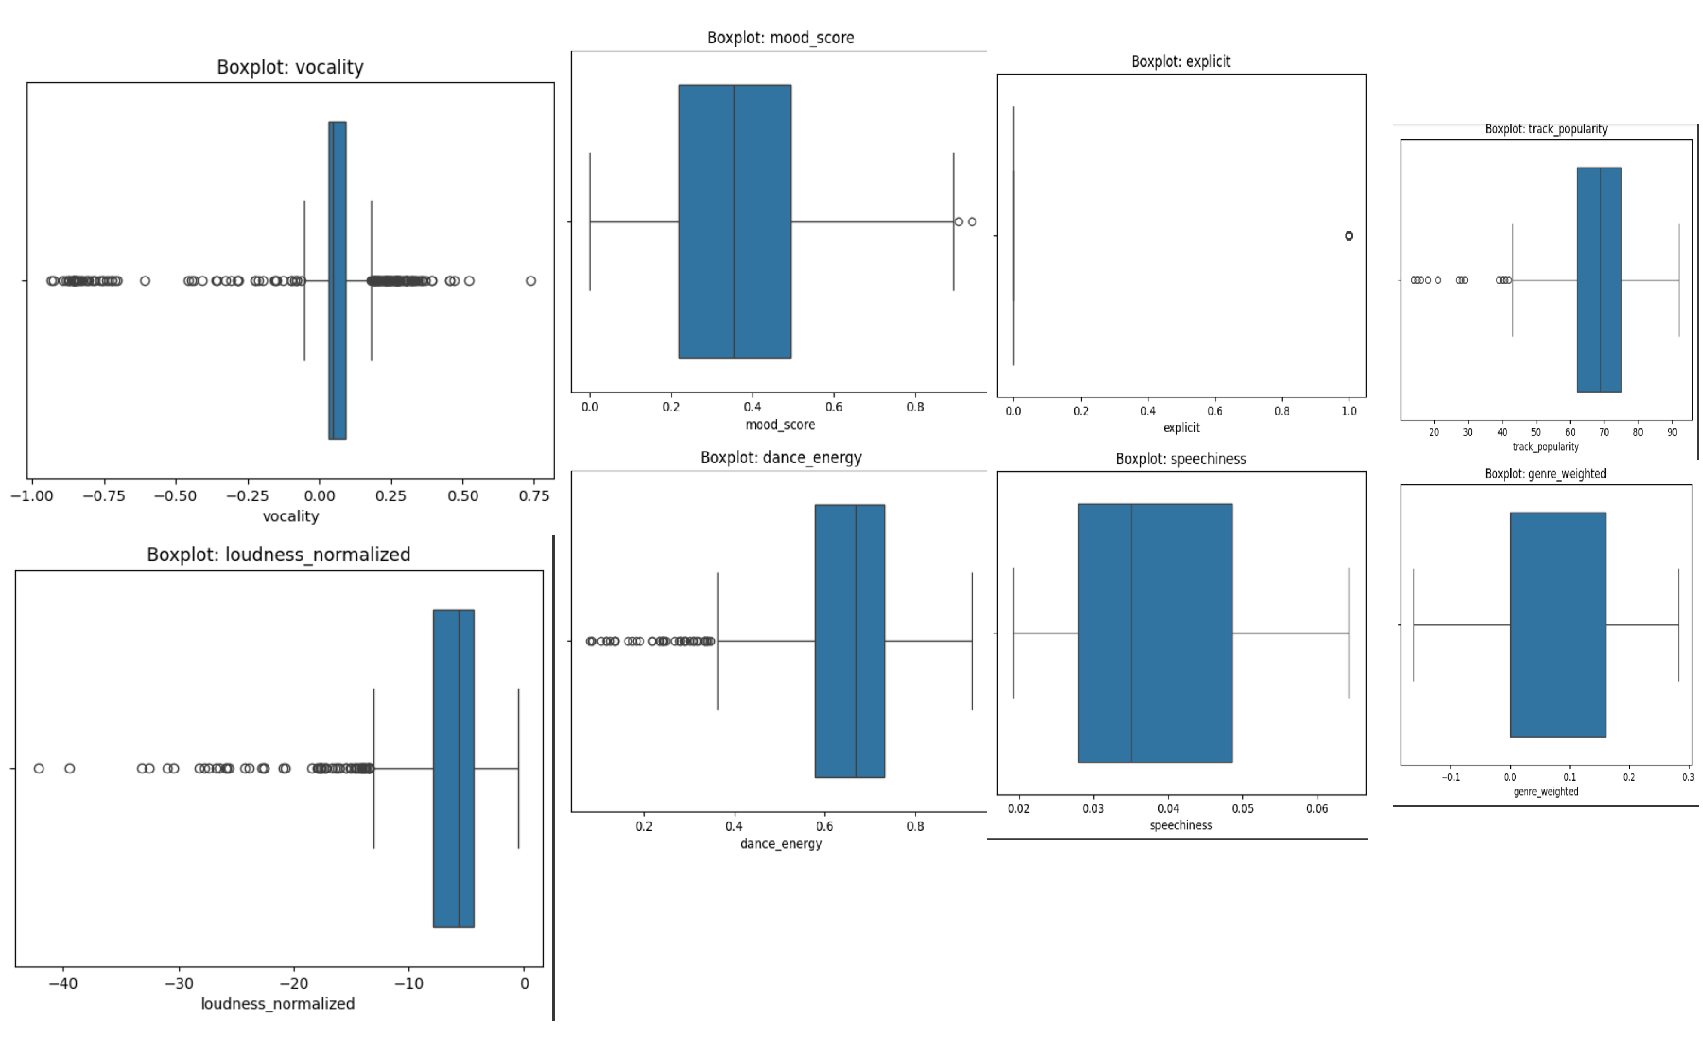 Boxplot: vocality
−1.00 −0.75 −0.50 −0.25 0.00 0.25 0.50 0.75
vocality
Boxplot: loudness_normalized
−40 −30 −20 −10 0
loudness_normalized
Boxplot: mood_score
0.0 0.2 0.4 0.6 0.8
mood_score
Boxplot: dance_energy
0.2 0.4 0.6 0.8
dance_energy
Boxplot: explicit
0.0 0.2 0.4 0.6 0.8 1.0
explicit
Boxplot: speechiness
0.02 0.03 0.04 0.05 0.06
speechiness
Boxplot: track_popularity
20 30 40 50 60 70 80 90
track_popularity
Boxplot: genre_weighted
−0.1 0.0 0.1 0.2 0.3
genre_weighted